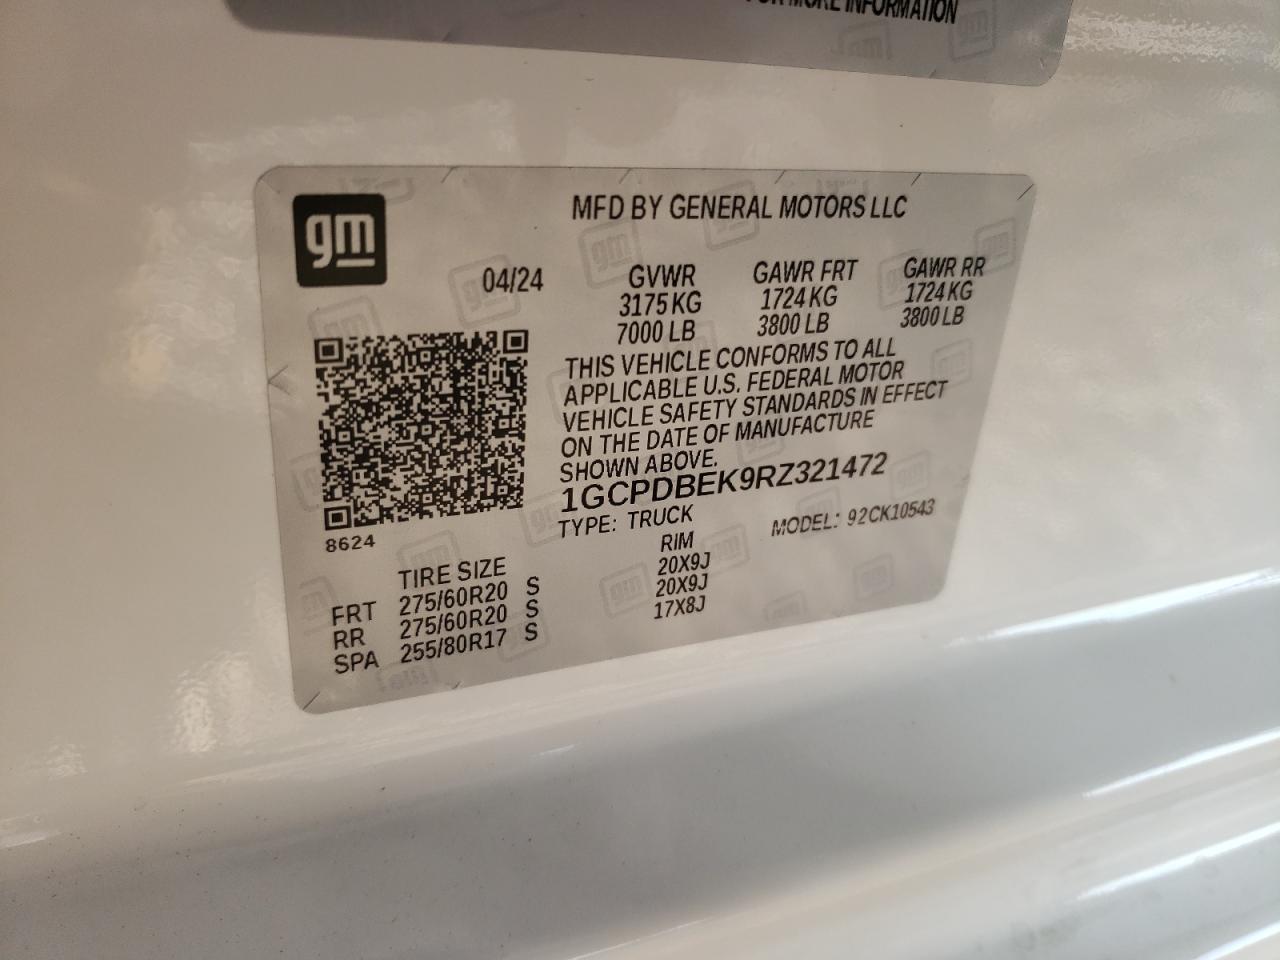 FOR MORE INFORMATION
gm
MFD BY GENERAL MOTORS LLC
04/24 GVWR GAWR FRT GAWR RR
3175 KG 1724 KG 1724 KG
7000 LB 3800 LB 3800 LB
THIS VEHICLE CONFORMS TO ALL
APPLICABLE U.S. FEDERAL MOTOR
VEHICLE SAFETY STANDARDS IN EFFECT
ON THE DATE OF MANUFACTURE
SHOWN ABOVE.
1GCPDBEK9RZ321472
TYPE: TRUCK MODEL: 92CK10543
8624
TIRE SIZE RIM
FRT 275/60R20 S 20X9J
RR 275/60R20 S 20X9J
SPA 255/80R17 S 17X8J